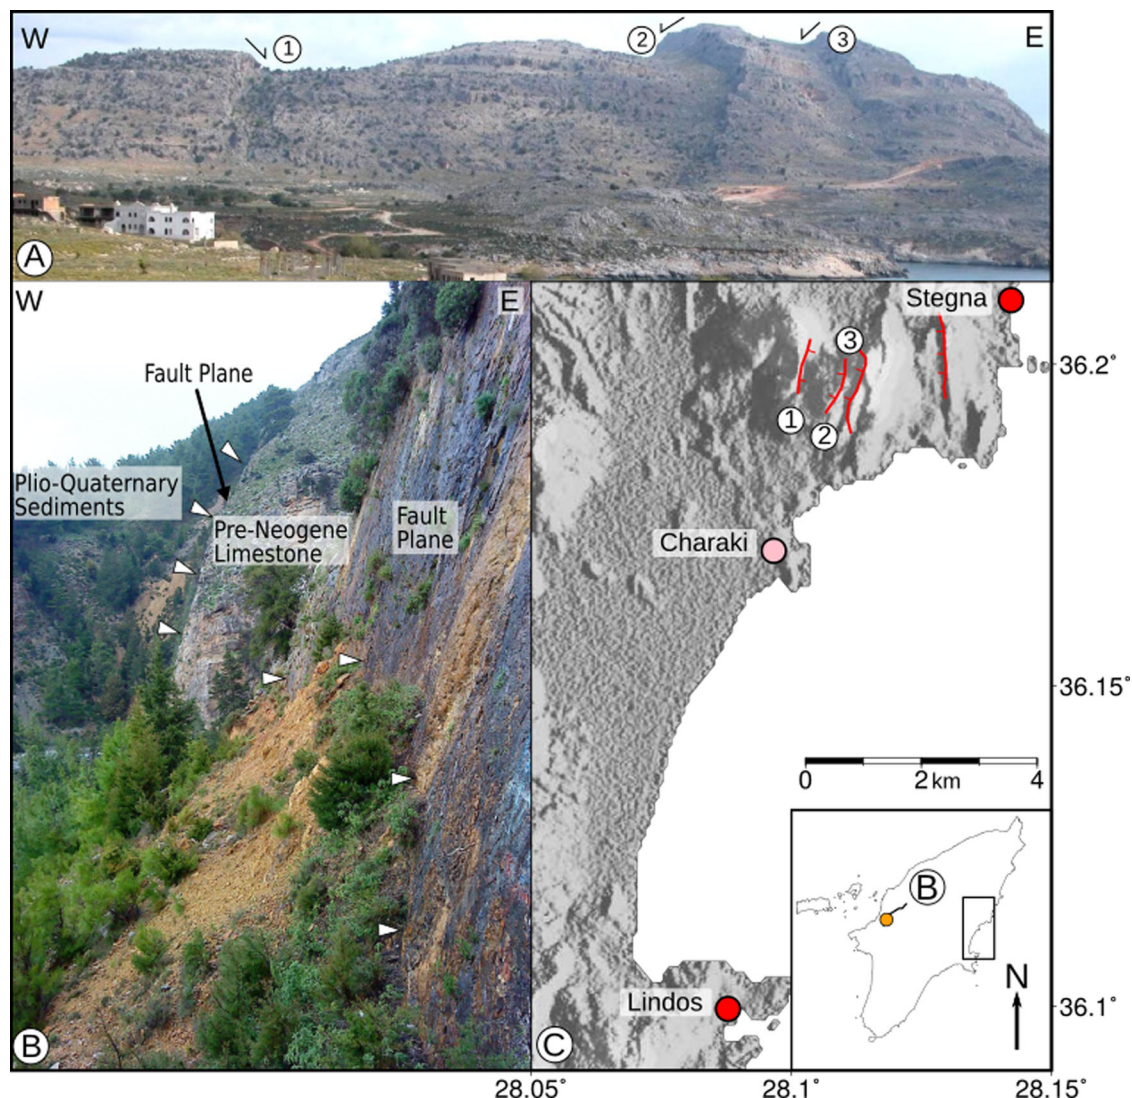 W
1
2
3
E
A
W
E
Fault Plane
Plio-Quaternary
Sediments
Pre-Neogene
Limestone
Fault
Plane
B
Stegna
3
1
2
36.2°
Charaki
36.15°
0
2 km
4
B
N
Lindos
36.1°
C
28.05°
28.1°
28.15°